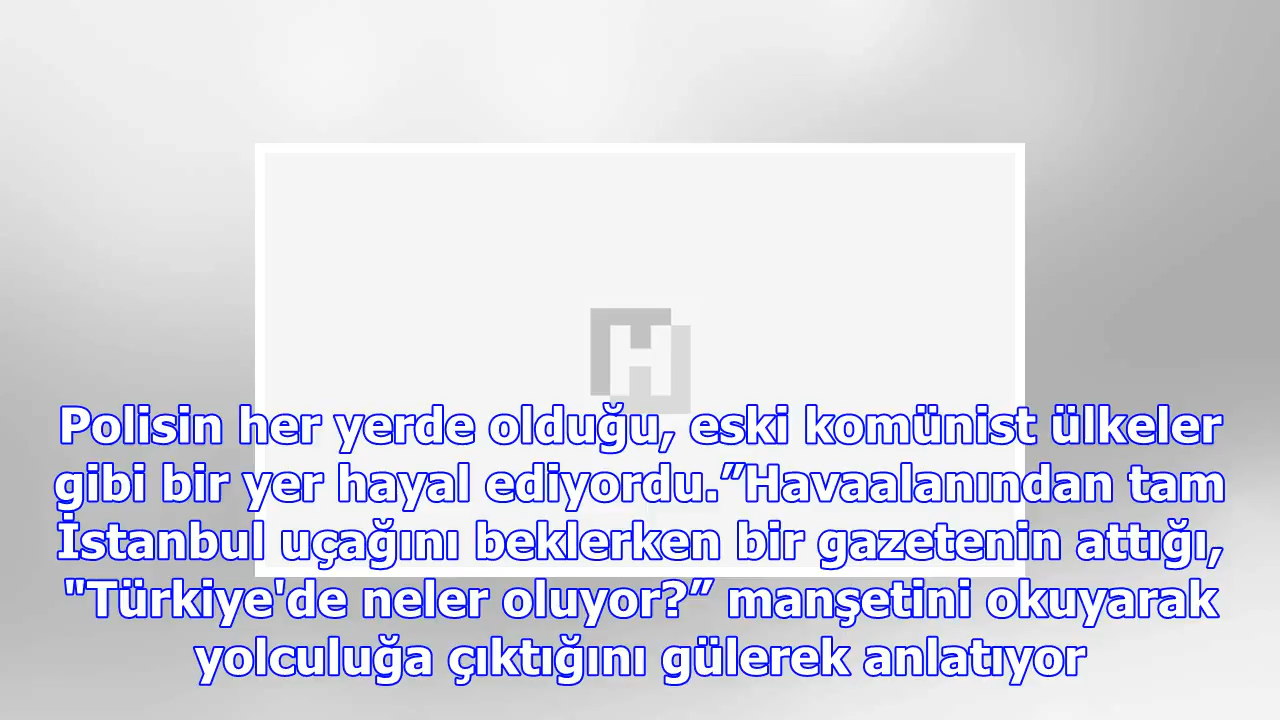 H
Polisin her yerde olduğu, eski komünist ülkeler
gibi bir yer hayal ediyordu.”Havaalanından tam
İstanbul uçağını beklerken bir gazetenin attığı,
"Türkiye'de neler oluyor?” manşetini okuyarak
yolculuğa çıktığını gülerek anlatıyor